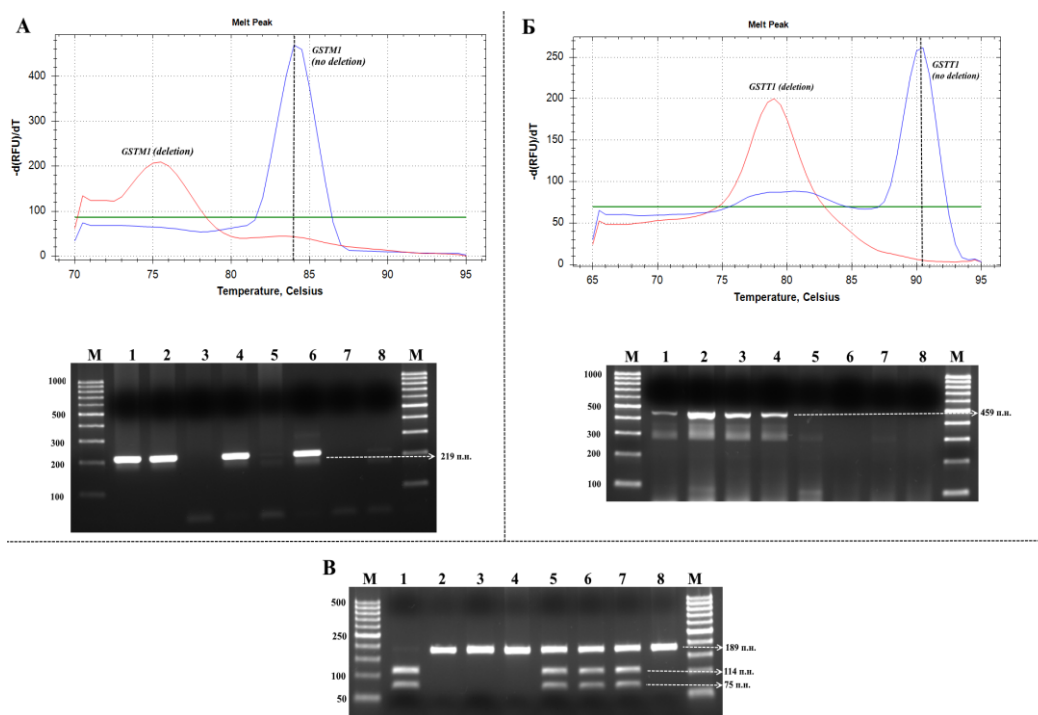 А
Melt Peak
GSTM1
(no deletion)
GSTM1 (deletion)
-d(RFU)/dT
400
300
200
100
0
70 75 80 85 90 95
Temperature, Celsius
M 1 2 3 4 5 6 7 8 M
1000
500
300
200
100
219 п.н.
Б
Melt Peak
GSTT1 (deletion)
GSTT1
(no deletion)
-d(RFU)/dT
250
200
150
100
50
0
65 70 75 80 85 90 95
Temperature, Celsius
1 2 3 4 5 6 7 8 M
M
1000
500
300
100
459 п.н.
В
M 1 2 3 4 5 6 7 8 M
500
250
100
50
189 п.н.
114 п.н.
75 п.н.